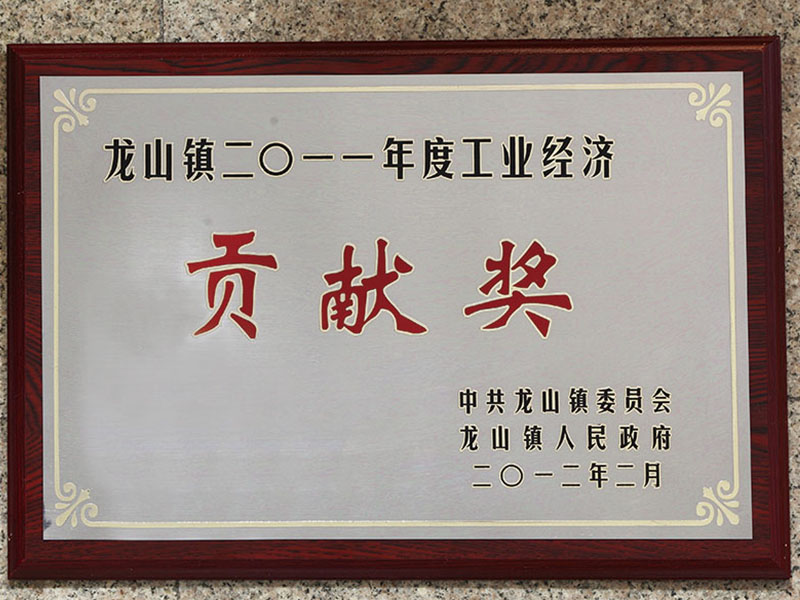 龙山镇二〇一一年度工业经济
贡献奖
中共龙山镇委员会
龙山镇人民政府
二〇一二年二月